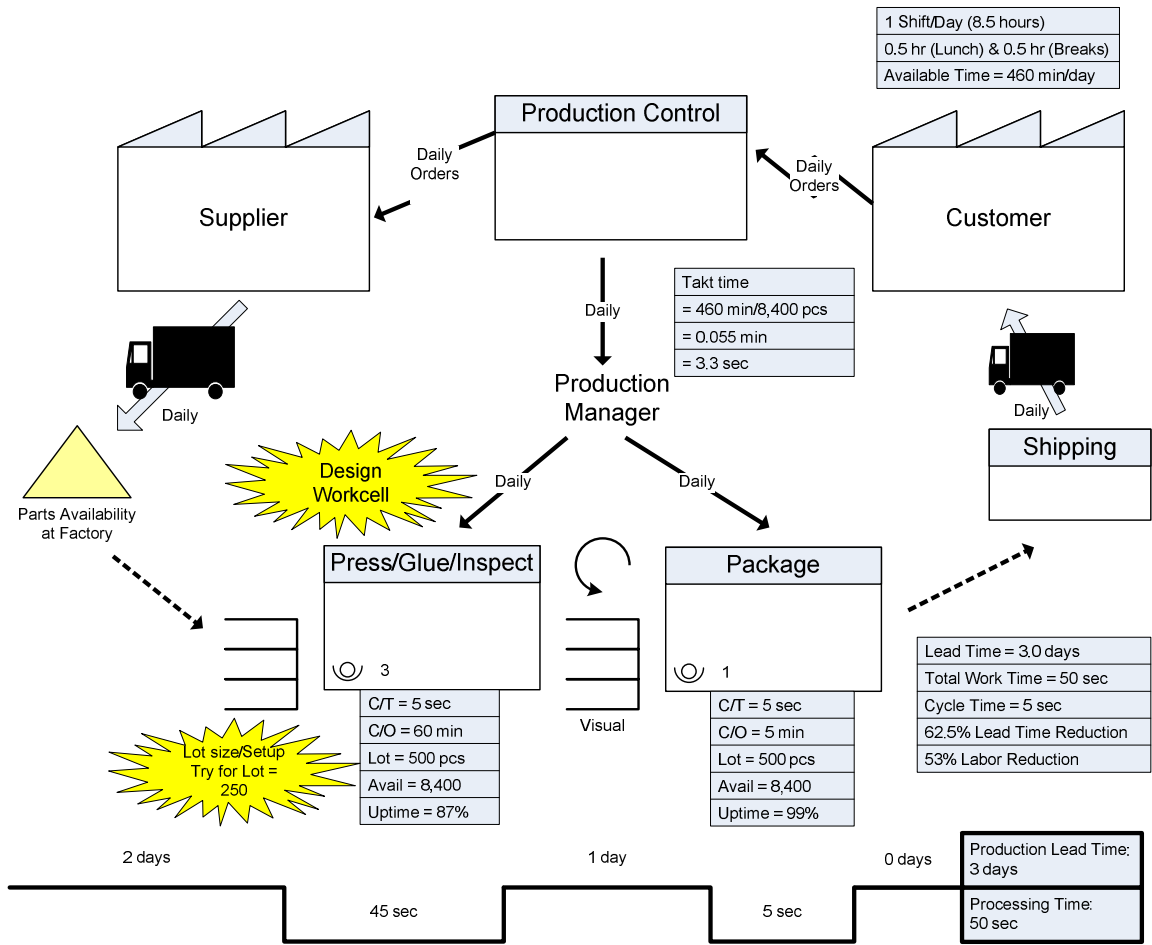 1 Shift/Day (8.5 hours)
0.5 hr (Lunch) & 0.5 hr (Breaks)
Available Time = 460 min/day
Production Control
Daily
Orders
Daily
Orders
Supplier
Customer
Takt time
= 460 min/8,400 pcs
= 0.055 min
= 3.3 sec
Daily
Production
Manager
Daily
Daily
Parts Availability
at Factory
Design
Workcell
Daily
Daily
Shipping
Press/Glue/Inspect
3
C/T = 5 sec
C/O = 60 min
Lot = 500 pcs
Avail = 8,400
Uptime = 87%
Visual
Package
1
C/T = 5 sec
C/O = 5 min
Lot = 500 pcs
Avail = 8,400
Uptime = 99%
Lead Time = 3.0 days
Total Work Time = 50 sec
Cycle Time = 5 sec
62.5% Lead Time Reduction
53% Labor Reduction
Lot size/Setup
Try for Lot =
250
2 days
45 sec
1 day
5 sec
0 days
Production Lead Time:
3 days
Processing Time:
50 sec